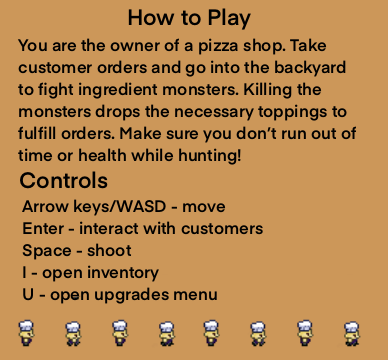 How to Play
You are the owner of a pizza shop. Take
customer orders and go into the backyard
to fight ingredient monsters. Killing the
monsters drops the necessary toppings to
fulfill orders. Make sure you don't run out of
time or health while hunting!
Controls
Arrow keys/WASD - move
Enter - interact with customers
Space - shoot
I - open inventory
U - open upgrades menu